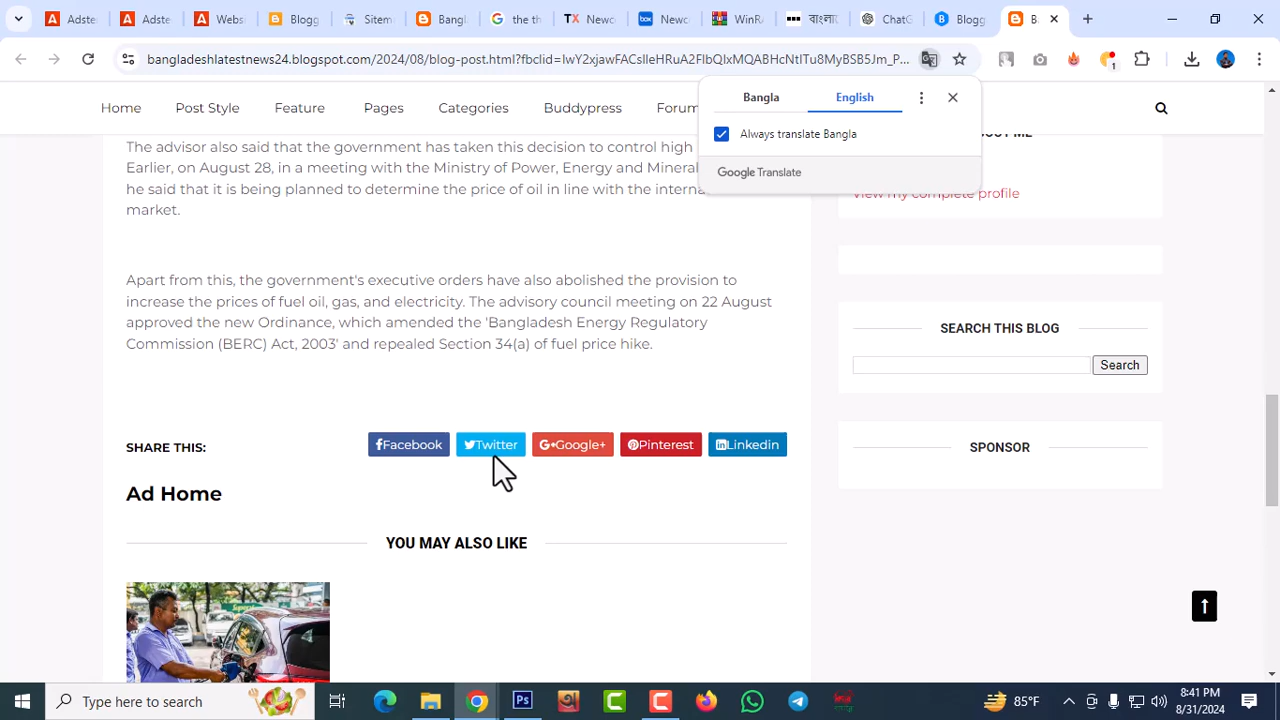 Adste
Adste
Webs
Blogg
Sitem
Bangl
the th
Newc
Newc
WinRA
বাংলা
ChatG
Blogg
B
bangladeshlatestnews24.blogspot.com/2024/08/blog-post.html?fbclid=IwY2xjawFACsIleHRuA2FlbQIxMQABHcNtITu8MyBSB5Jm_P...
1
Home
Post Style
Feature
Pages
Categories
Buddypress
Forum
Bangla
English
Always translate Bangla
Google Translate
The advisor also said that the government has taken this decision to control high
Earlier, on August 28, in a meeting with the Ministry of Power, Energy and Mineral
he said that it is being planned to determine the price of oil in line with the interna
market.
View my complete profile
Apart from this, the government's executive orders have also abolished the provision to
increase the prices of fuel oil, gas, and electricity. The advisory council meeting on 22 August
approved the new Ordinance, which amended the 'Bangladesh Energy Regulatory
Commission (BERC) Act, 2003' and repealed Section 34(a) of fuel price hike.
SEARCH THIS BLOG
Search
SHARE THIS:
Facebook
Twitter
Google+
Pinterest
Linkedin
SPONSOR
Ad Home
YOU MAY ALSO LIKE
Type here to search
85°F
8:41 PM
8/31/2024